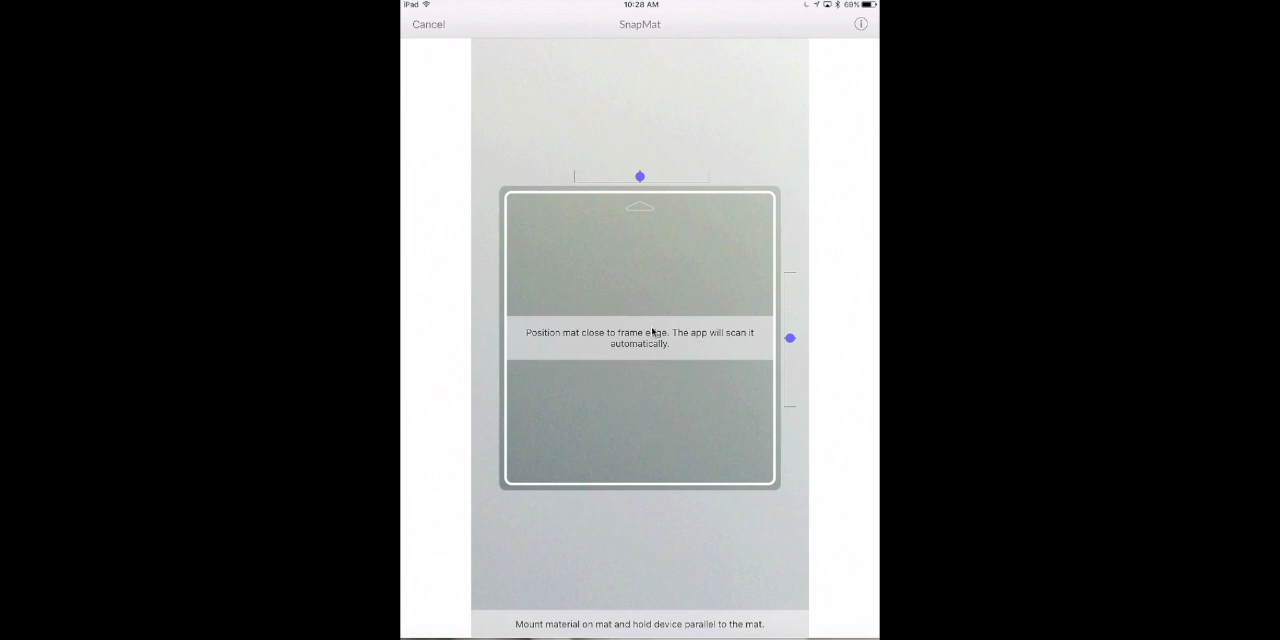 iPad 10:28 AM 69%
Cancel SnapMat
Position mat close to frame edge. The app will scan it
automatically.
Mount material on mat and hold device parallel to the mat.